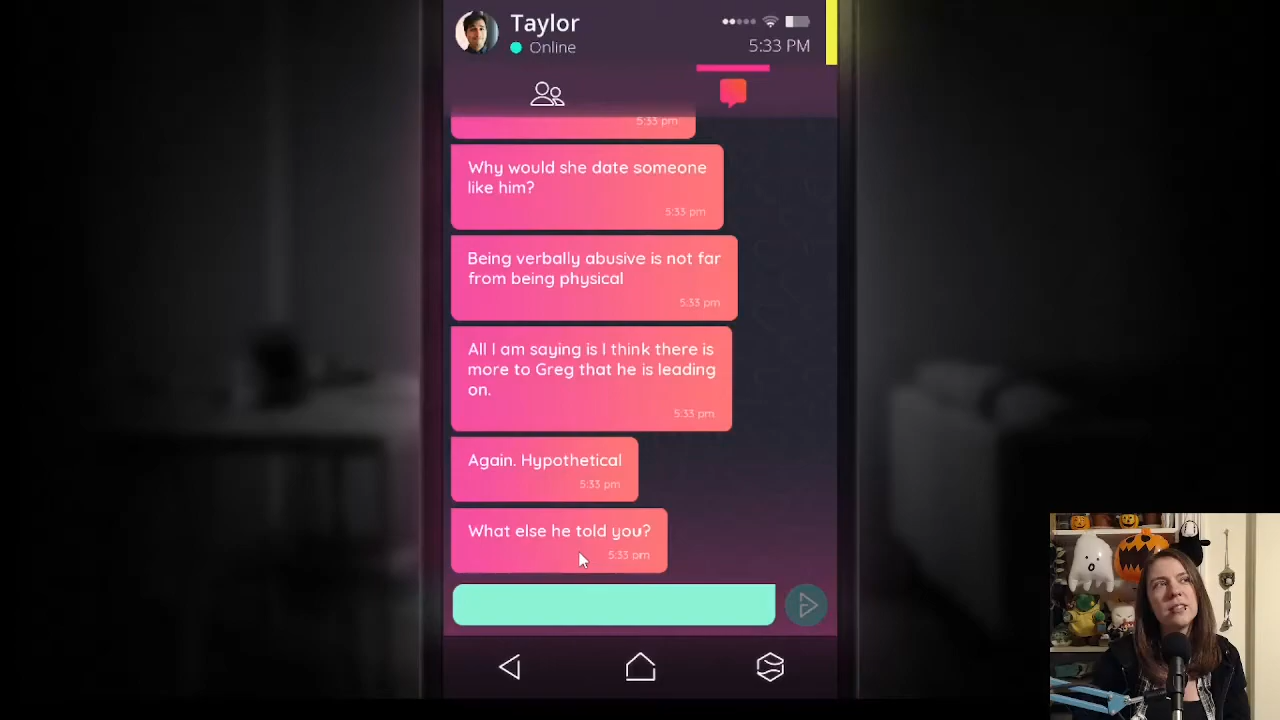 Taylor
Online
5:33 PM
5:33 pm
Why would she date someone
like him?
5:33 pm
Being verbally abusive is not far
from being physical
5:33 pm
All I am saying is I think there is
more to Greg that he is leading
on.
5:33 pm
Again. Hypothetical
5:33 pm
What else he told you?
5:33 pm